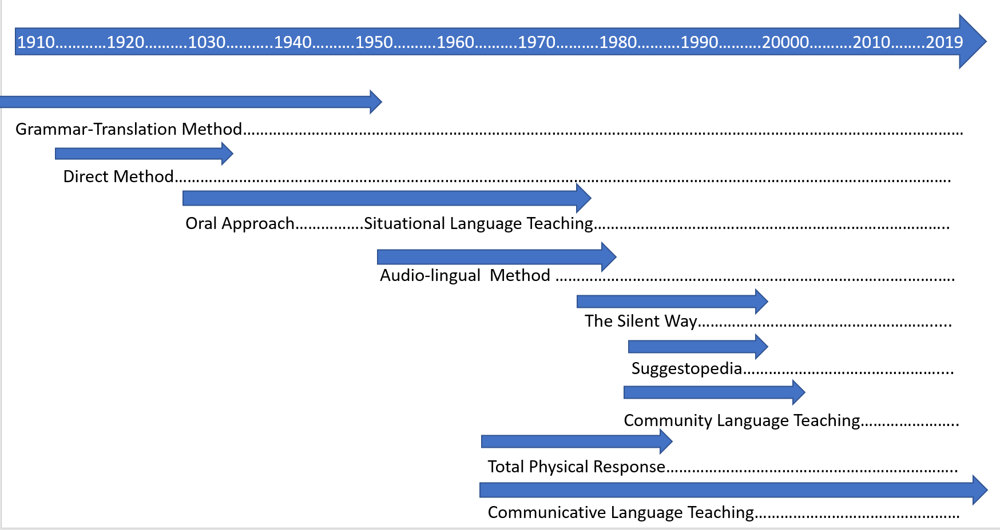 1910…………1920……….1030………..1940……….1950……….1960……….1970……….1980……….1990……….20000……….2010……..2019
Grammar-Translation Method……………………………………………………………………………………………………………………………………………………
Direct Method…………………………………………………………………………………………………………………………………………………………………….
Oral Approach…………….Situational Language Teaching………………………………………………………………………..
Audio-lingual  Method ……………………………………………………………………………………….
The Silent Way…………………………………………………….....
Suggestopedia……………………………………………....
Community Language Teaching…………………..
Total Physical Response…………………………………………………………..
Communicative Language Teaching…………………………………………